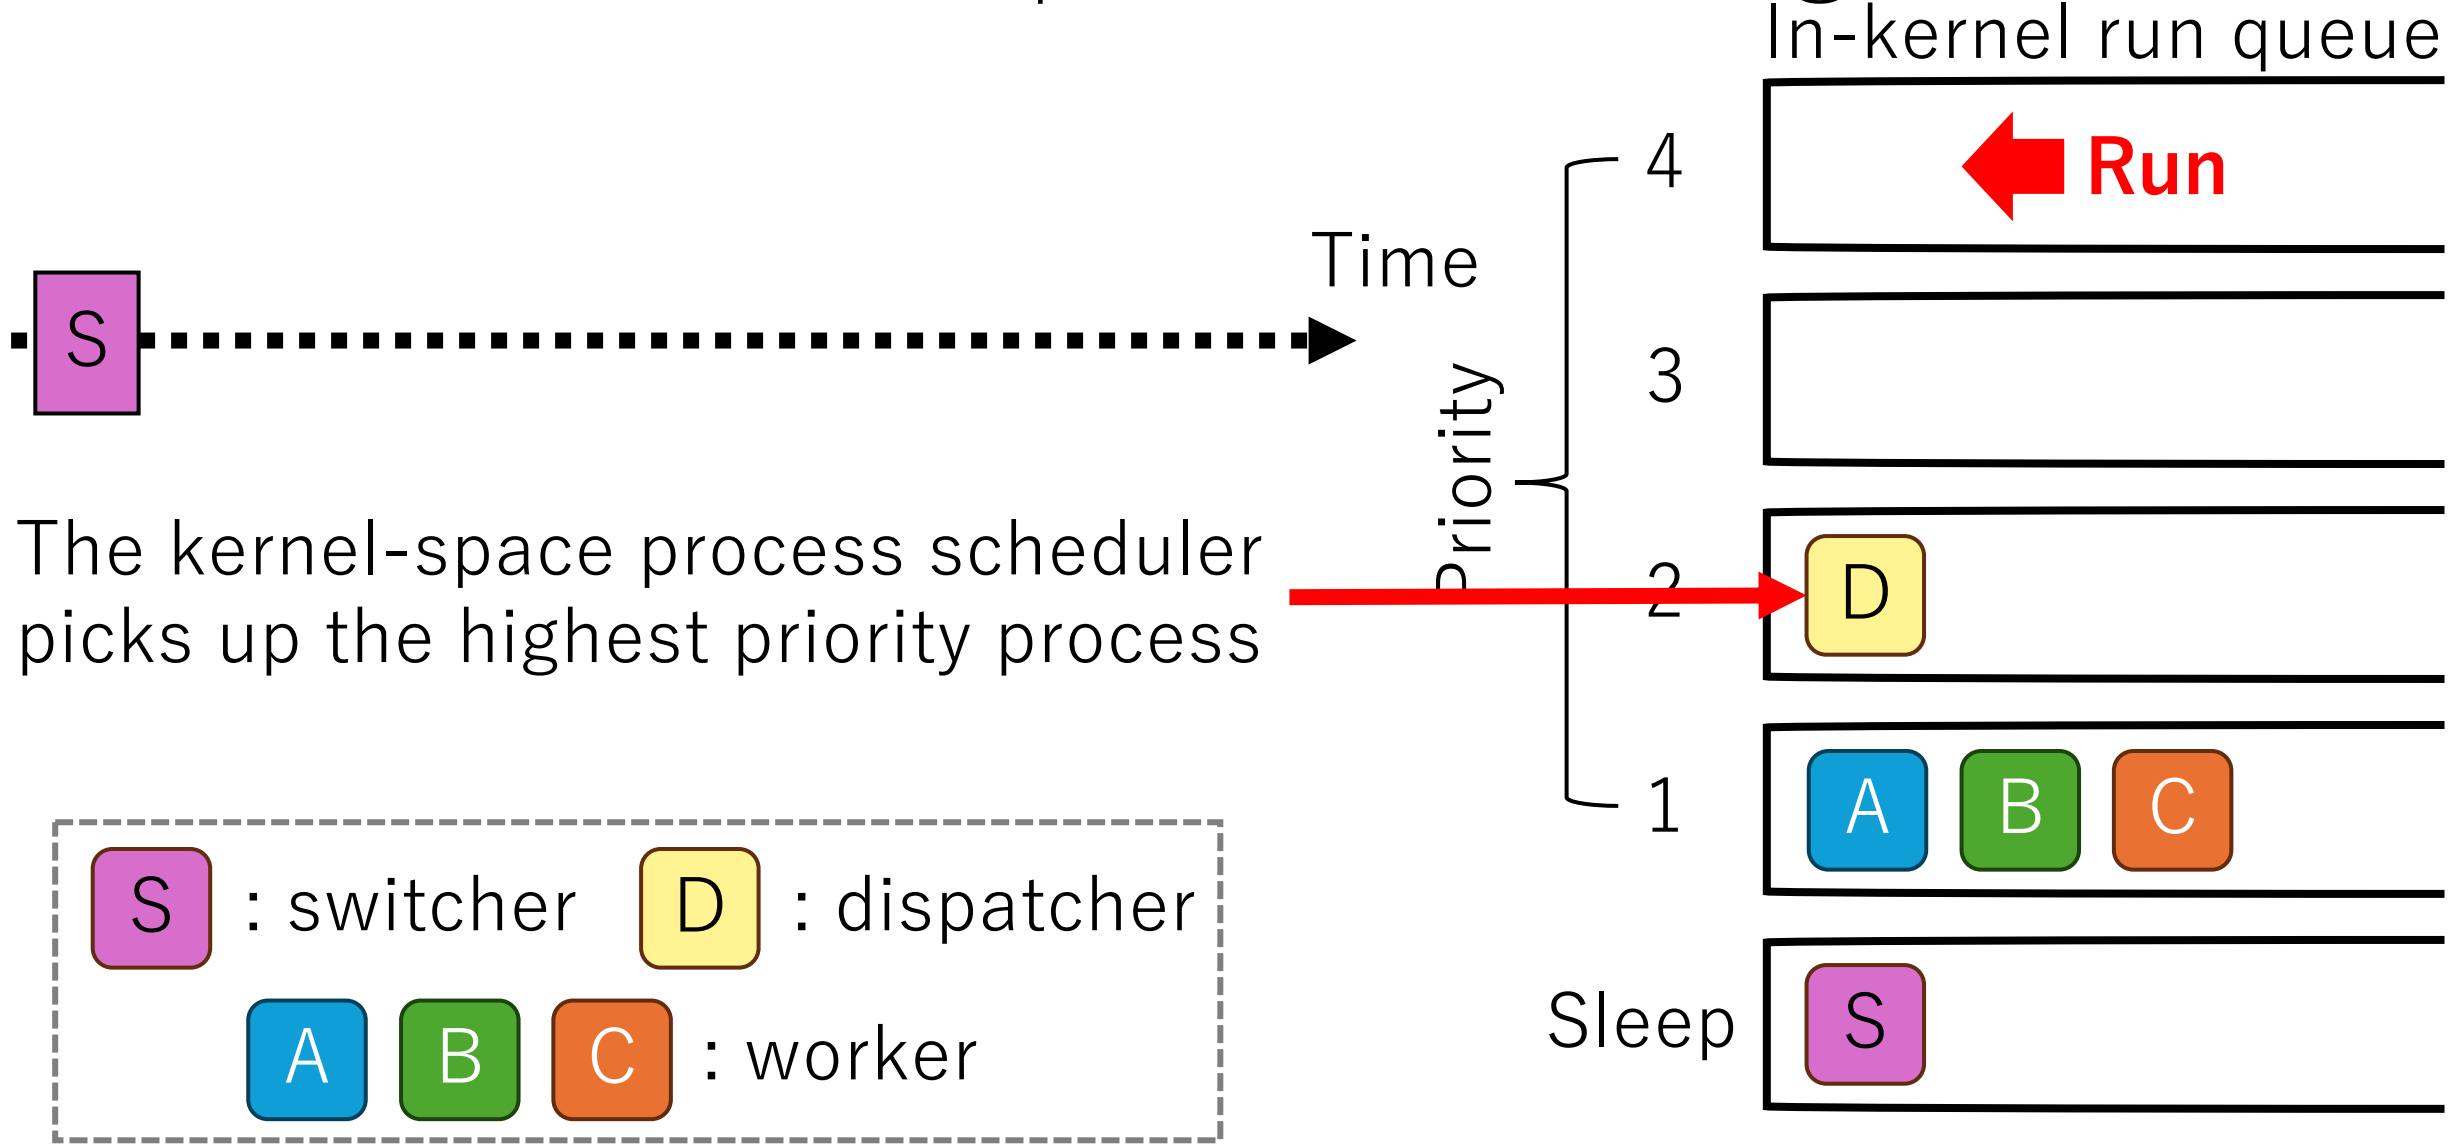 In-kernel run queue
4
Run
Time
S
3
Priority
The kernel-space process scheduler
picks up the highest priority process
2
D
1
A B C
S : switcher D : dispatcher
A B C : worker
Sleep
S